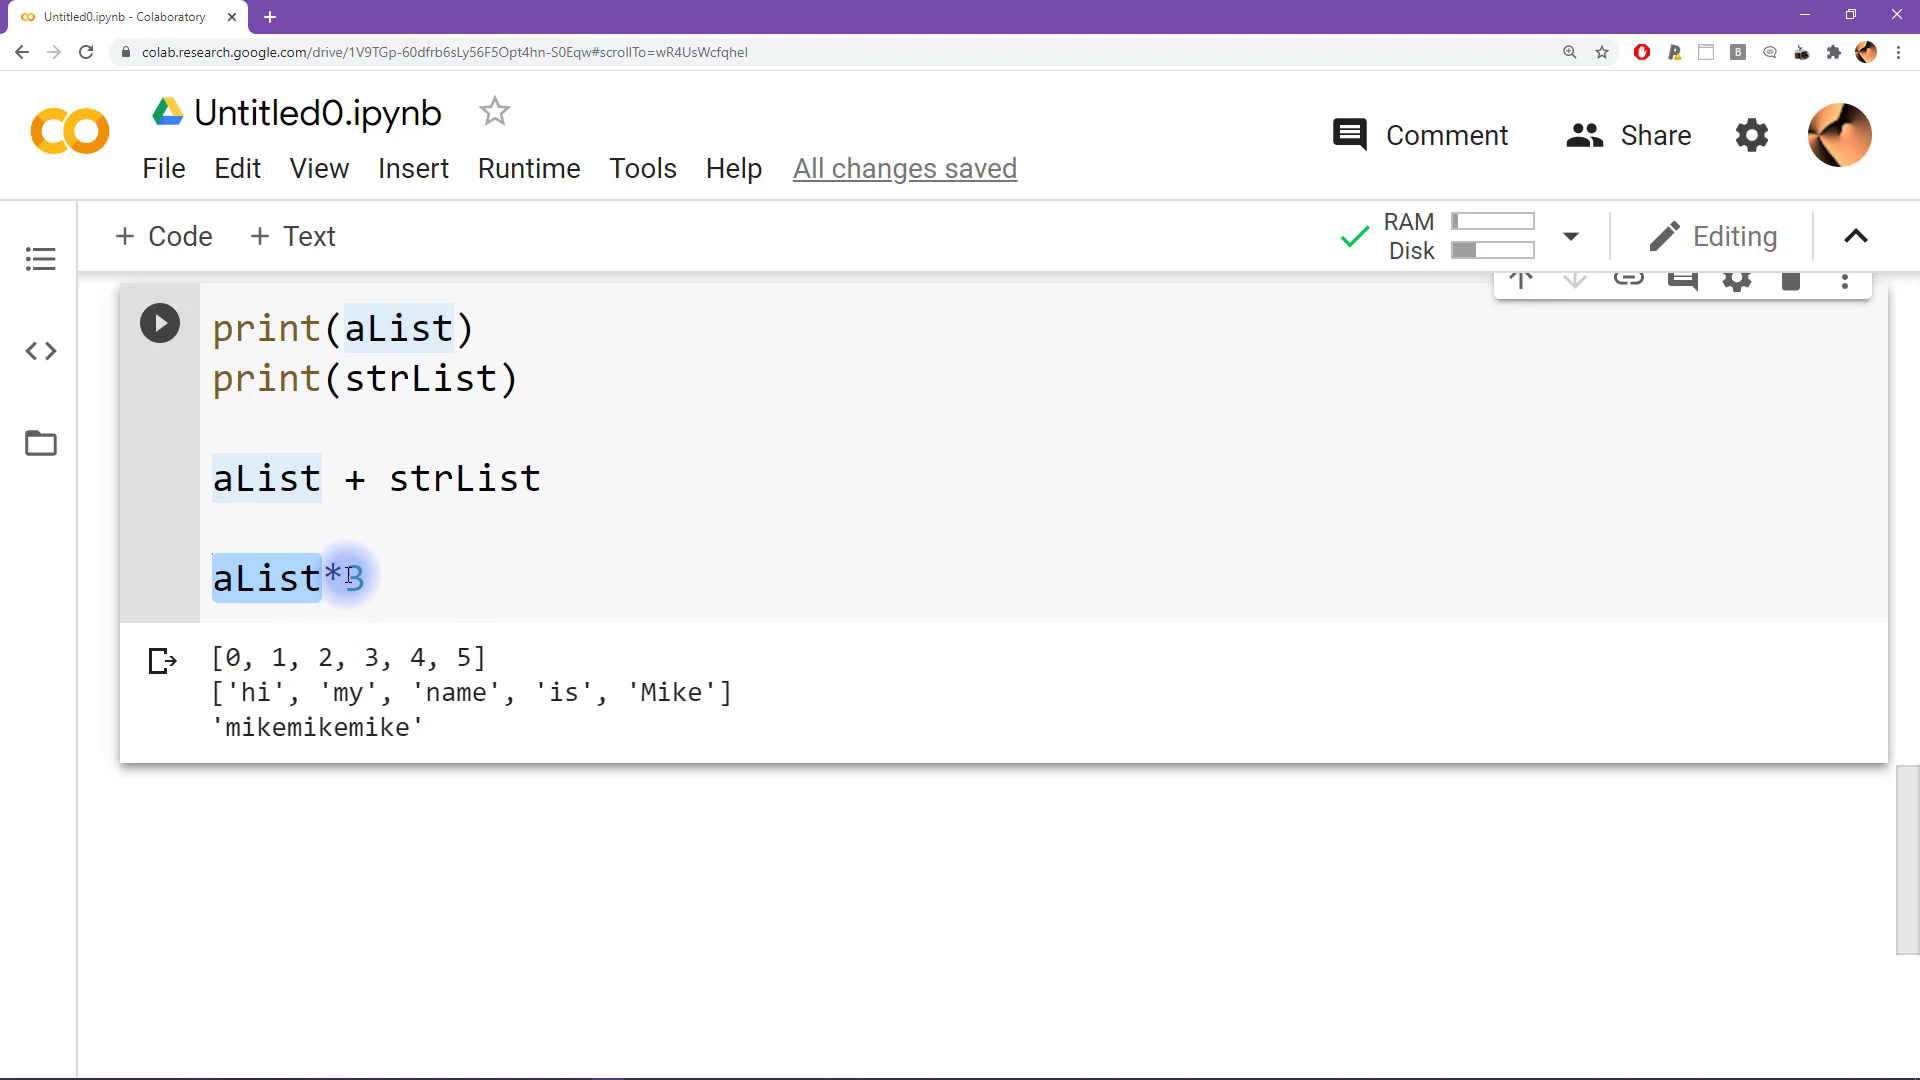 Untitled0.ipynb - Colaboratory
colab.research.google.com/drive/1V9TGp-60dfrb6sLy56F5Opt4hn-S0Eqw#scrollTo=wR4UsWcfqheI
Untitled0.ipynb
Comment
Share
File Edit View Insert Runtime Tools Help All changes saved
+ Code + Text
RAM
Disk
Editing
print(aList)
print(strList)
aList + strList
aList*3
[0, 1, 2, 3, 4, 5]
['hi', 'my', 'name', 'is', 'Mike']
'mikemikemike'